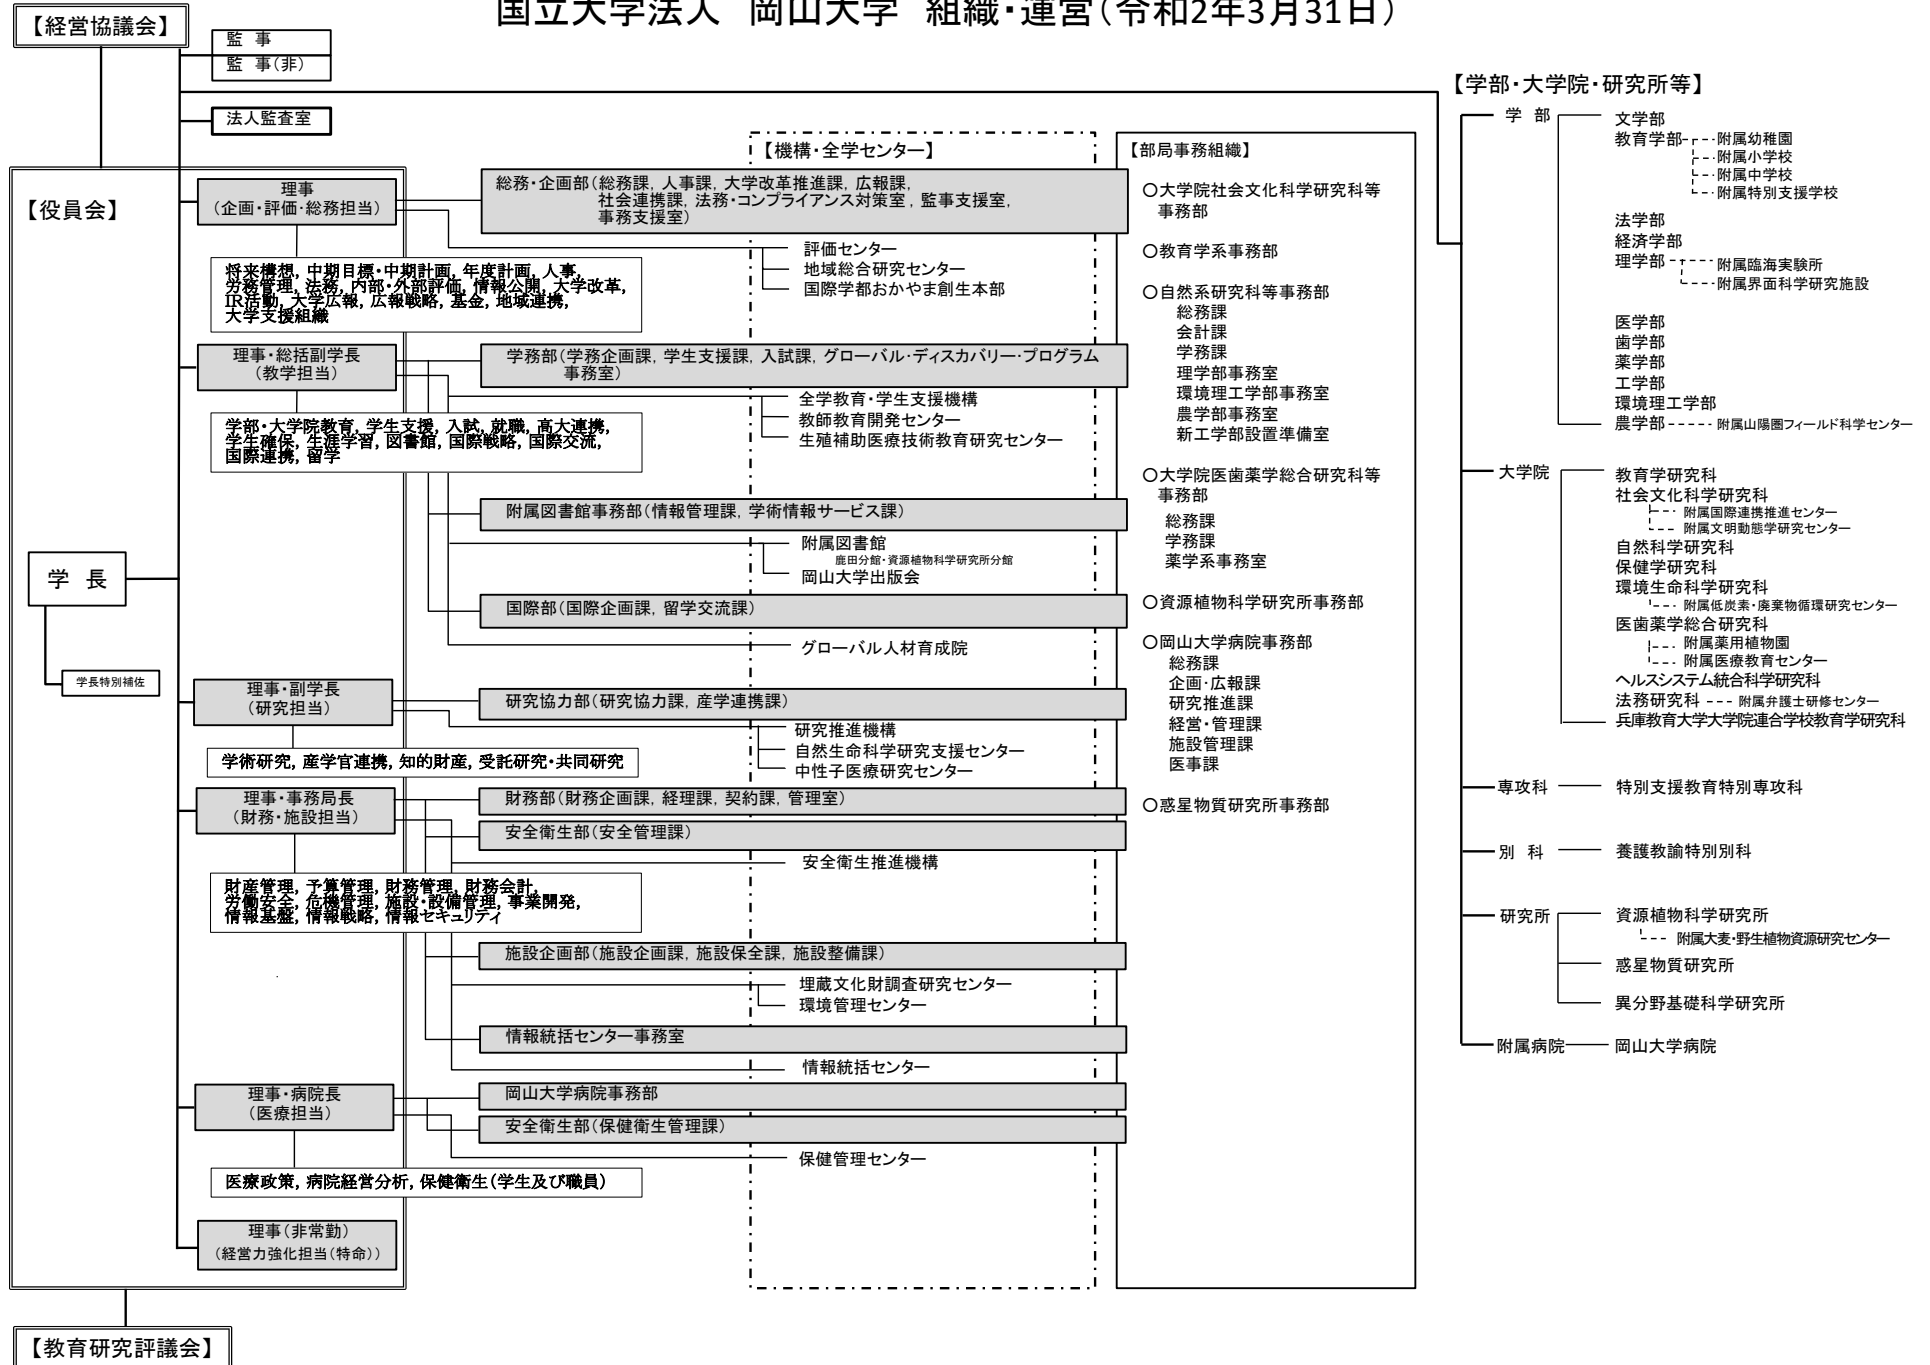 国立大学法人 岡山大学 組織・運営(令和2年3月31日)
【経営協議会】
監 事
監 事(非)
法人監査室
【役員会】
学 長
学長特別補佐
理事
(企画・評価・総務担当)
将来構想, 中期目標・中期計画, 年度計画, 人事,
労務管理, 法務, 内部・外部評価, 情報公開, 大学改革,
IR活動, 大学広報, 広報戦略, 基金, 地域連携,
大学支援組織
理事・総括副学長
(教学担当)
学部・大学院教育, 学生支援, 入試, 就職, 高大連携,
学生確保, 生涯学習, 図書館, 国際戦略, 国際交流,
国際連携, 留学
理事・副学長
(研究担当)
学術研究, 産学官連携, 知的財産, 受託研究・共同研究
理事・事務局長
(財務・施設担当)
財産管理, 予算管理, 財務管理, 財務会計,
労働安全, 危機管理, 施設・設備管理, 事業開発,
情報基盤, 情報戦略, 情報セキュリティ
理事・病院長
(医療担当)
医療政策, 病院経営分析, 保健衛生(学生及び職員)
理事(非常勤)
(経営力強化担当(特命))
【教育研究評議会】
【機構・全学センター】
総務・企画部(総務課, 人事課, 大学改革推進課, 広報課,
社会連携課, 法務・コンプライアンス対策室, 監事支援室,
事務支援室)
評価センター
地域総合研究センター
国際学都おかやま創生本部
学務部(学務企画課, 学生支援課, 入試課, グローバル・ディスカバリー・プログラム
事務室)
全学教育・学生支援機構
教師教育開発センター
生殖補助医療技術教育研究センター
附属図書館事務部(情報管理課, 学術情報サービス課)
附属図書館
鹿田分館・資源植物科学研究所分館
岡山大学出版会
国際部(国際企画課, 留学交流課)
グローバル人材育成院
研究協力部(研究協力課, 産学連携課)
研究推進機構
自然生命科学研究支援センター
中性子医療研究センター
財務部(財務企画課, 経理課, 契約課, 管理室)
安全衛生部(安全管理課)
安全衛生推進機構
施設企画部(施設企画課, 施設保全課, 施設整備課)
埋蔵文化財調査研究センター
環境管理センター
情報統括センター事務室
情報統括センター
岡山大学病院事務部
安全衛生部(保健衛生管理課)
保健管理センター
【部局事務組織】
○大学院社会文化科学研究科等
事務部
○教育学系事務部
○自然系研究科等事務部
総務課
会計課
学務課
理学部事務室
環境理工学部事務室
農学部事務室
新工学部設置準備室
○大学院医歯薬学総合研究科等
事務部
総務課
学務課
薬学系事務室
○資源植物科学研究所事務部
○岡山大学病院事務部
総務課
企画・広報課
研究推進課
経営・管理課
施設管理課
医事課
○惑星物質研究所事務部
【学部・大学院・研究所等】
学 部
文学部
教育学部
附属幼稚園
附属小学校
附属中学校
附属特別支援学校
法学部
経済学部
理学部
附属臨海実験所
附属界面科学研究施設
医学部
歯学部
薬学部
工学部
環境理工学部
農学部
附属山陽圏フィールド科学センター
大学院
教育学研究科
社会文化科学研究科
附属国際連携推進センター
附属文明動態学研究センター
自然科学研究科
保健学研究科
環境生命科学研究科
附属低炭素・廃棄物循環研究センター
医歯薬学総合研究科
附属薬用植物園
附属医療教育センター
ヘルスシステム統合科学研究科
法務研究科
附属弁護士研修センター
兵庫教育大学大学院連合学校教育学研究科
専攻科
特別支援教育特別専攻科
別 科
養護教諭特別別科
研究所
資源植物科学研究所
附属大麦・野生植物資源研究センター
惑星物質研究所
異分野基礎科学研究所
附属病院
岡山大学病院